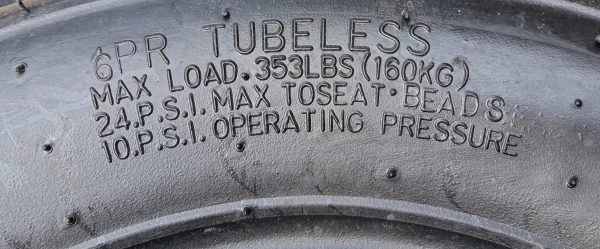 6PR TUBELESS
MAX LOAD. 353LBS (160KG)
24.P.S.I. MAX TOSEAT·BEADS
10.P.S.I. OPERATING PRESSURE